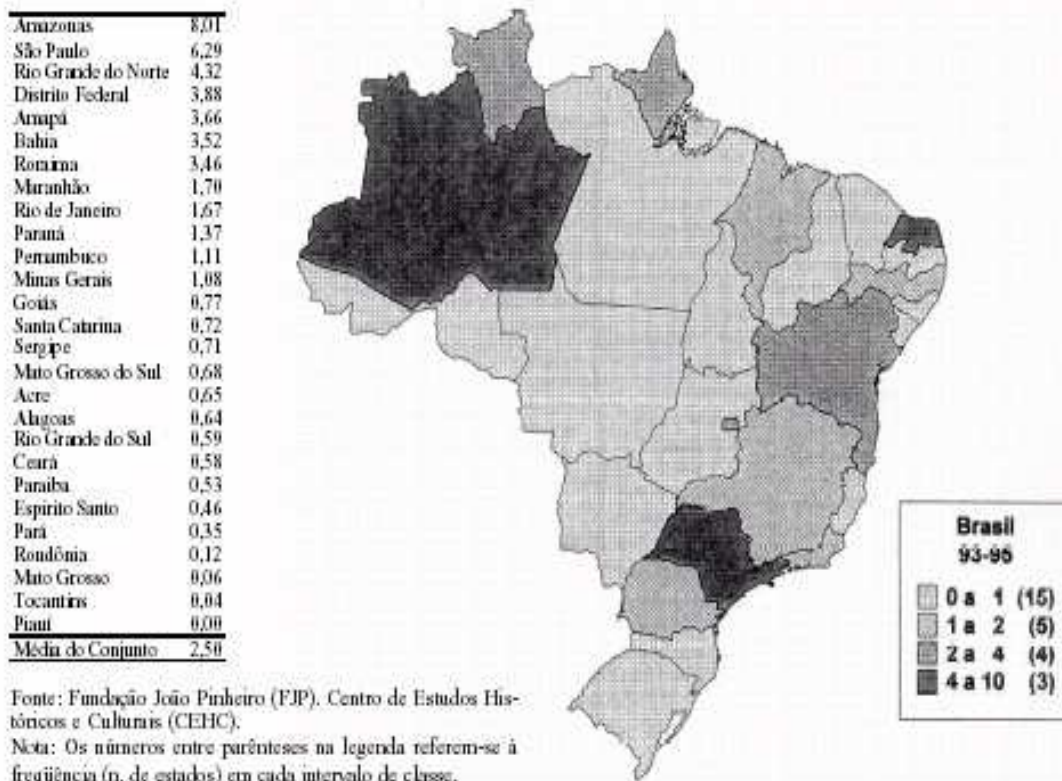 Amazonas 8,01
São Paulo 6,29
Rio Grande do Norte 4,32
Distrito Federal 3,88
Amapá 3,66
Bahia 3,52
Roraima 3,46
Maranhão 1,70
Rio de Janeiro 1,67
Paraná 1,37
Pernambuco 1,11
Minas Gerais 1,08
Goiás 0,77
Santa Catarina 0,72
Sergipe 0,71
Mato Grosso do Sul 0,68
Acre 0,65
Alagoas 0,64
Rio Grande do Sul 0,59
Ceará 0,58
Paraiba 0,53
Espirito Santo 0,46
Pará 0,35
Rondônia 0,12
Mato Grosso 0,06
Tocantins 0,04
Piauí 0,00
Média do Conjunto 2,50
Brasil
93-95
0 a 1 (15)
1 a 2 (5)
2 a 4 (4)
4 a 10 (3)
Fonte: Fundação João Pinheiro (FJP). Centro de Estudos His-
tóricos e Culturais (CEHC).
Nota: Os números entre parênteses na legenda referem-se à
freqüência (n. de estados) em cada intervalo de classe.